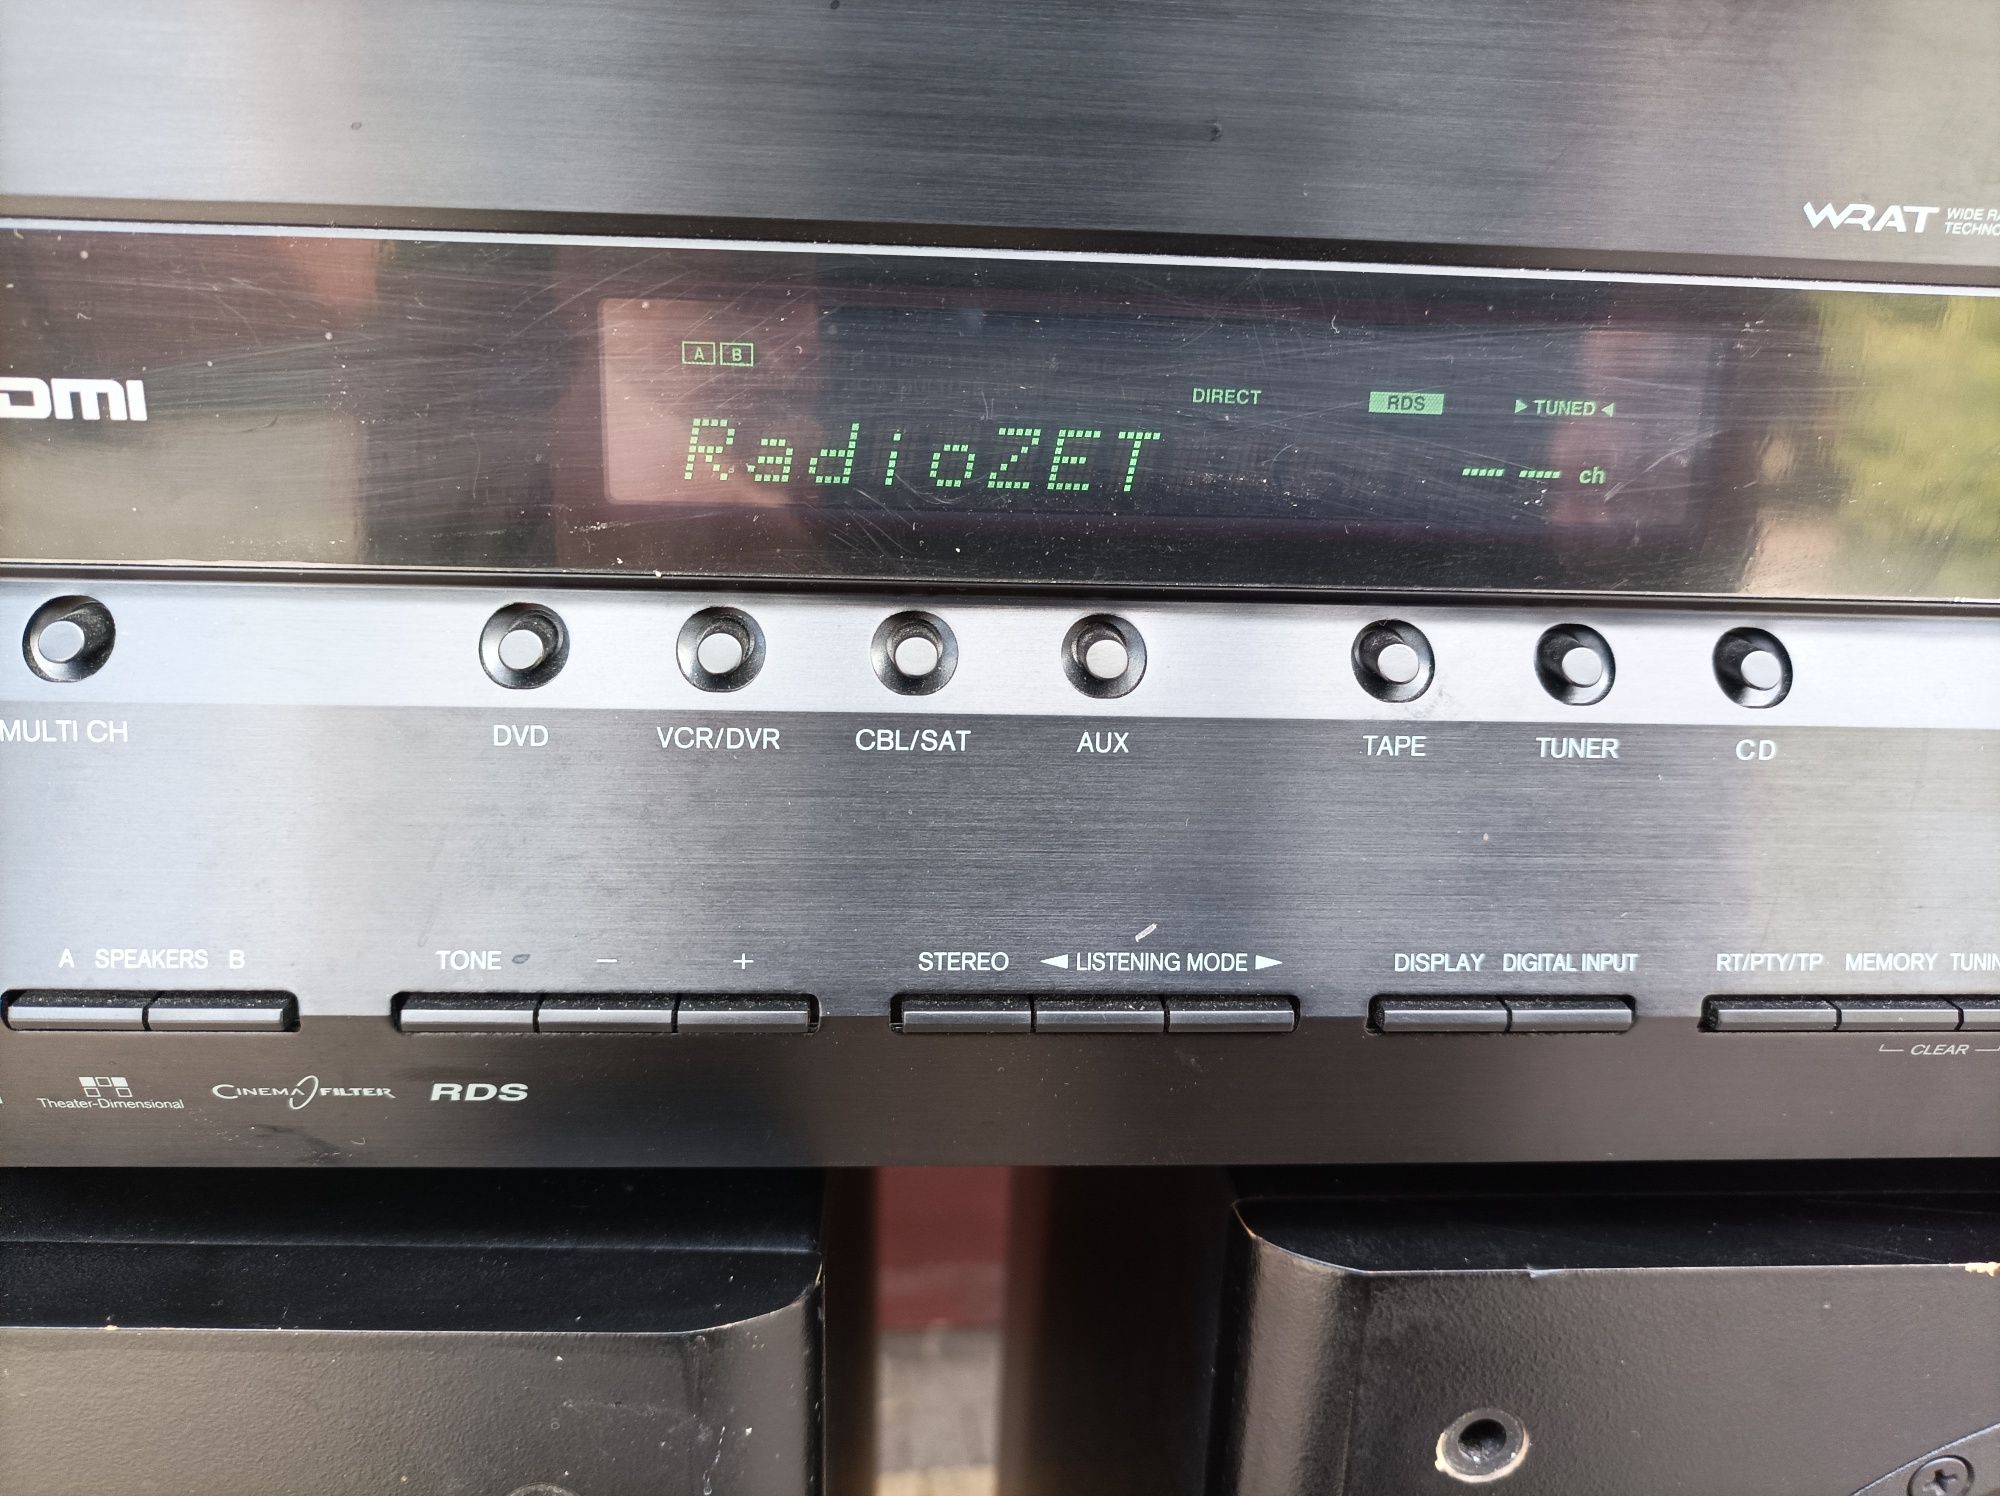 WRAT WIDE RA
TECHNO
DMI
A B
DIRECT RDS TUNED
RadioZET -- -- ch
MULTI CH DVD VCR/DVR CBL/SAT AUX TAPE TUNER CD
A SPEAKERS B TONE − + STEREO ◄ LISTENING MODE ► DISPLAY DIGITAL INPUT RT/PTY/TP MEMORY TUNIN
CLEAR
Theater-Dimensional CINEMA FILTER RDS